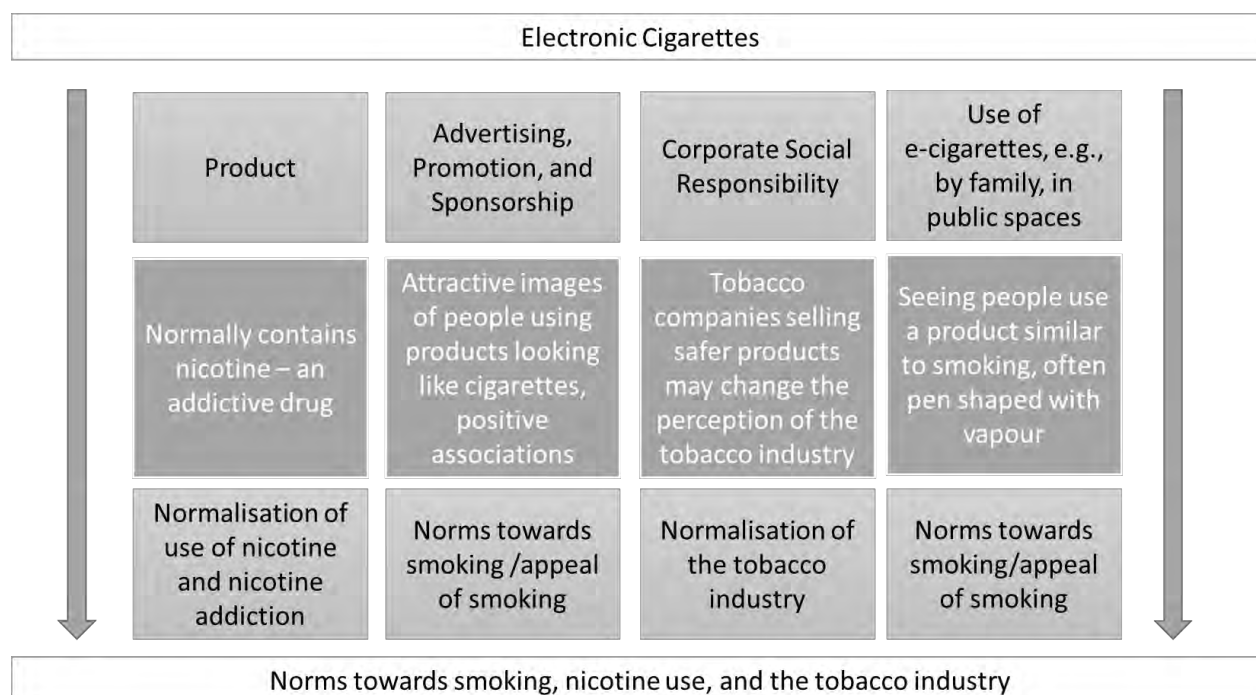 Electronic Cigarettes
Product
Advertising,
Promotion, and
Sponsorship
Corporate Social
Responsibility
Use of
e-cigarettes, e.g.,
by family, in
public spaces
Normally contains
nicotine – an
addictive drug
Attractive images
of people using
products looking
like cigarettes,
positive
associations
Tobacco
companies selling
safer products
may change the
perception of the
tobacco industry
Seeing people use
a product similar
to smoking, often
pen shaped with
vapour
Normalisation of
use of nicotine
and nicotine
addiction
Norms towards
smoking /appeal
of smoking
Normalisation of
the tobacco
industry
Norms towards
smoking/appeal
of smoking
Norms towards smoking, nicotine use, and the tobacco industry